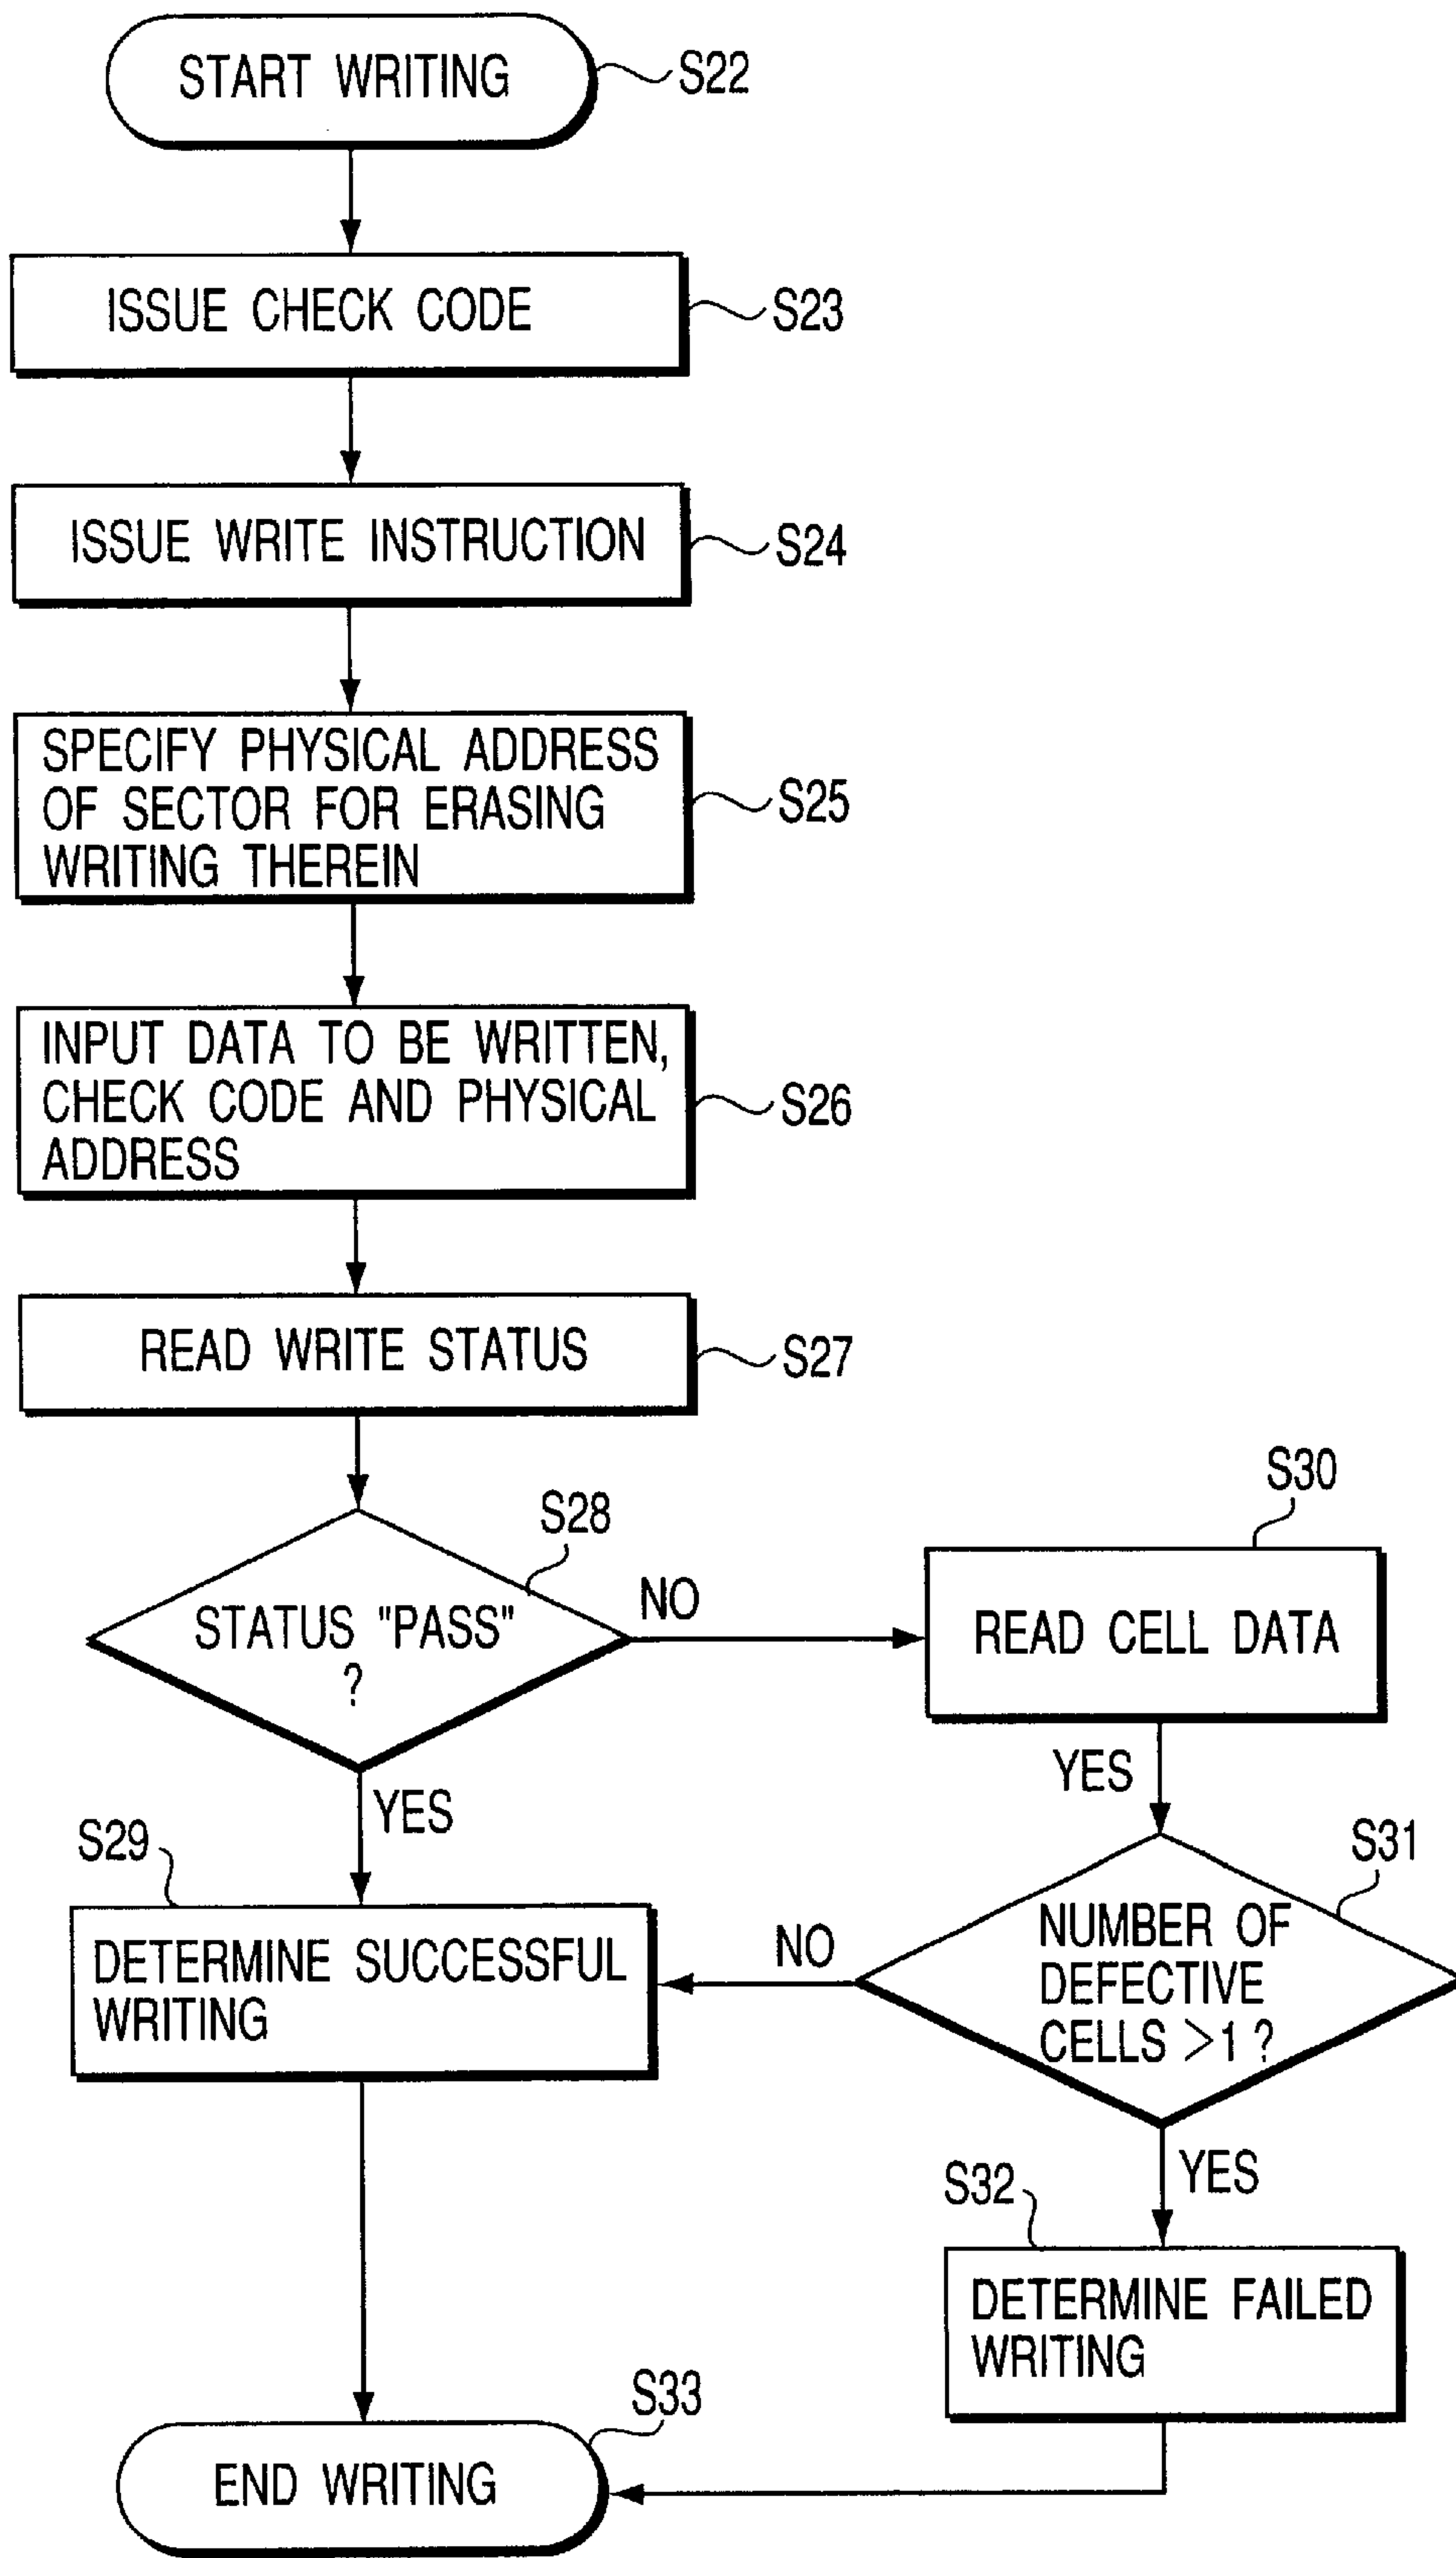 START WRITING
S22
ISSUE CHECK CODE
S23
ISSUE WRITE INSTRUCTION
S24
SPECIFY PHYSICAL ADDRESS
OF SECTOR FOR ERASING
WRITING THEREIN
S25
INPUT DATA TO BE WRITTEN,
CHECK CODE AND PHYSICAL
ADDRESS
S26
READ WRITE STATUS
S27
S28
STATUS "PASS"
?
NO
YES
S30
READ CELL DATA
YES
S29
DETERMINE SUCCESSFUL
WRITING
S31
NUMBER OF
DEFECTIVE
CELLS >1 ?
NO
YES
S32
DETERMINE FAILED
WRITING
S33
END WRITING